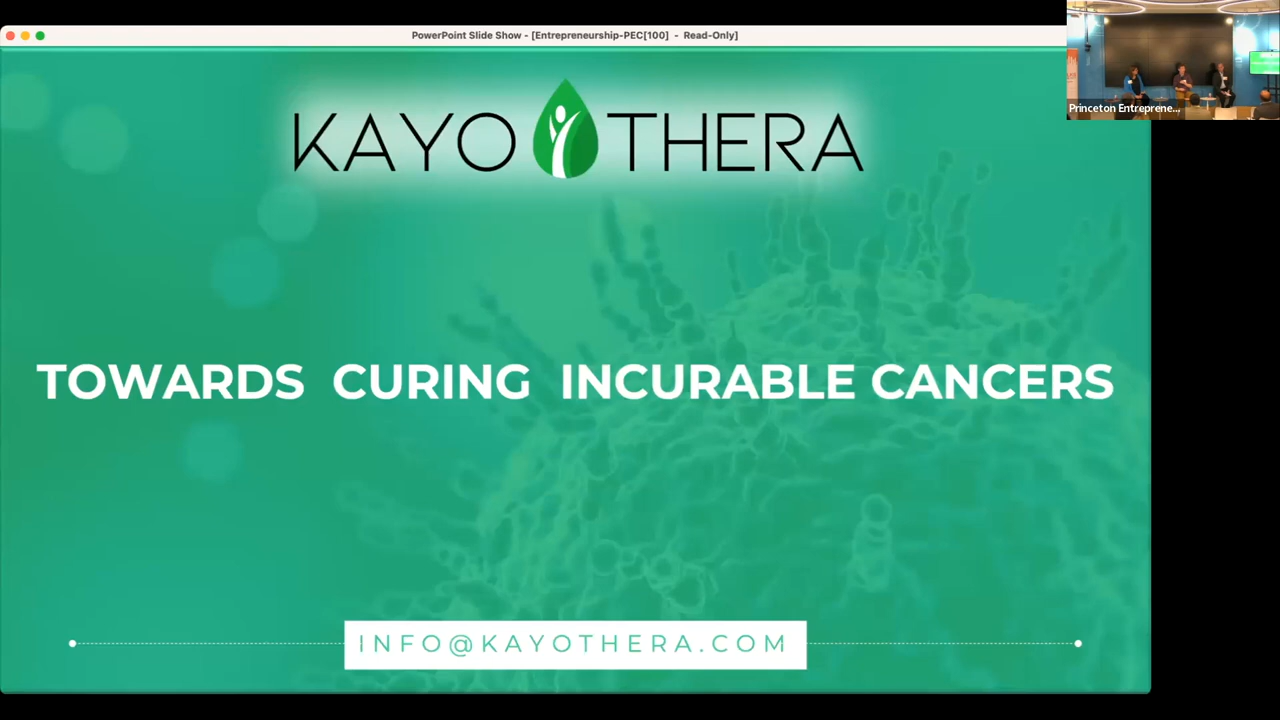 PowerPoint Slide Show - [Entrepreneurship-PEC[100] - Read-Only]
Princeton Entreprene...
KAYO THERA
TOWARDS CURING INCURABLE CANCERS
INFO@KAYOTHERA.COM